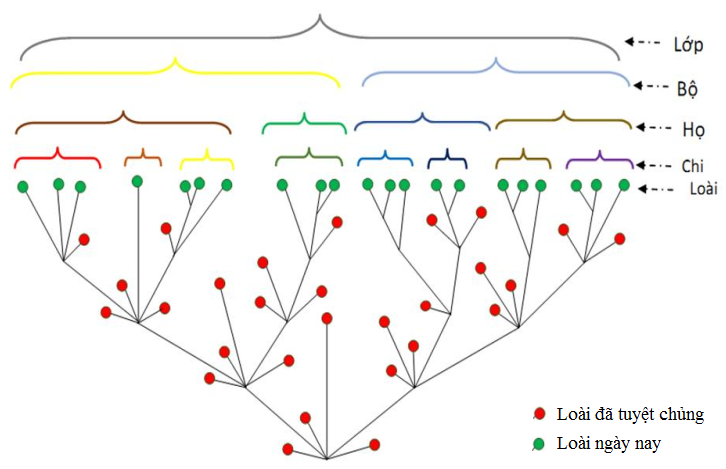 Lớp
Bộ
Họ
Chi
Loài
Loài đã tuyệt chủng
Loài ngày nay